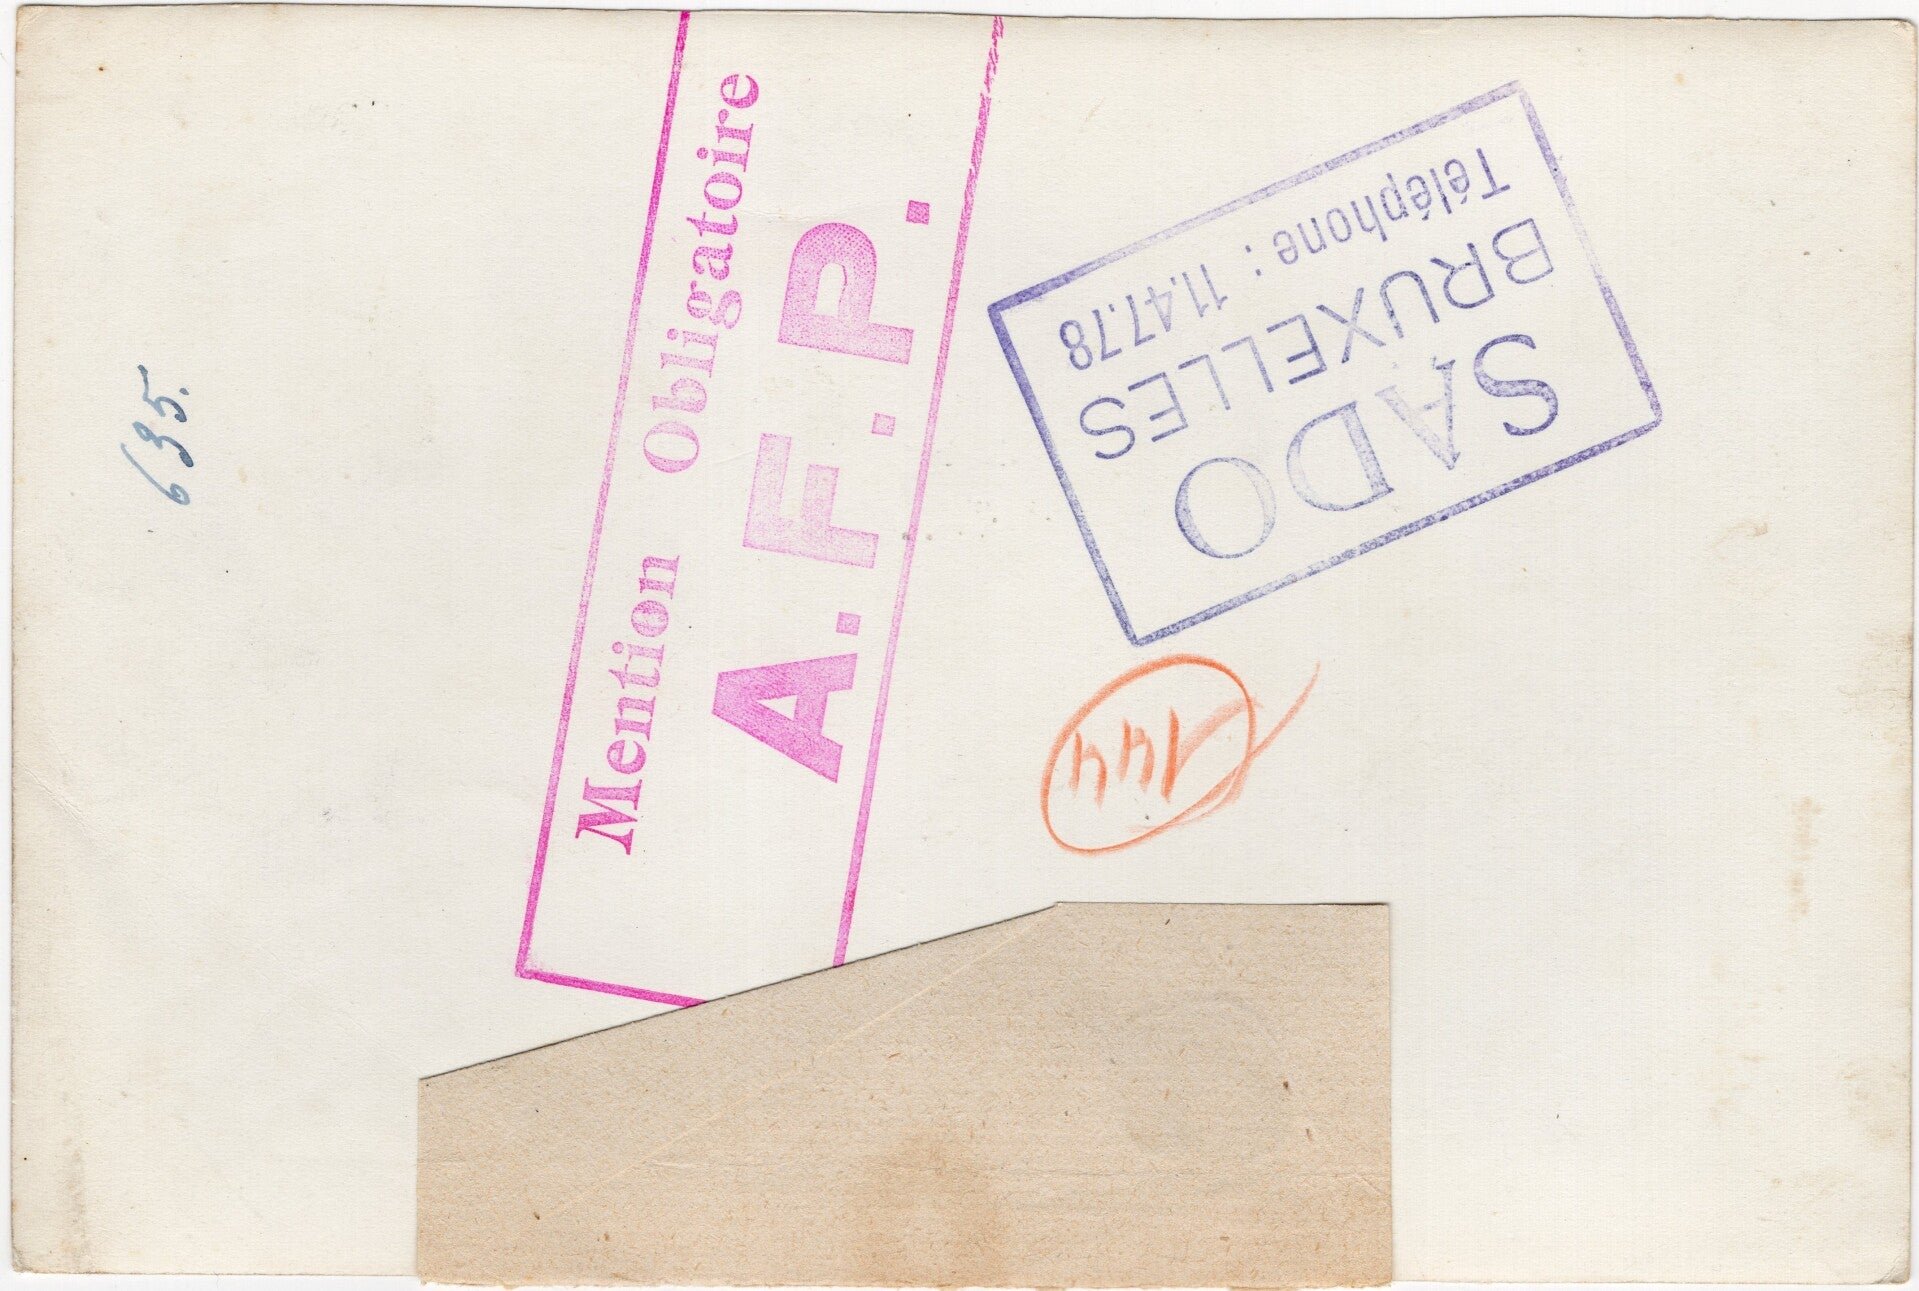 635.
Mention Obligatoire
A.F.P.
SADO
BRUXELLES
Téléphone : 11.47.78
144